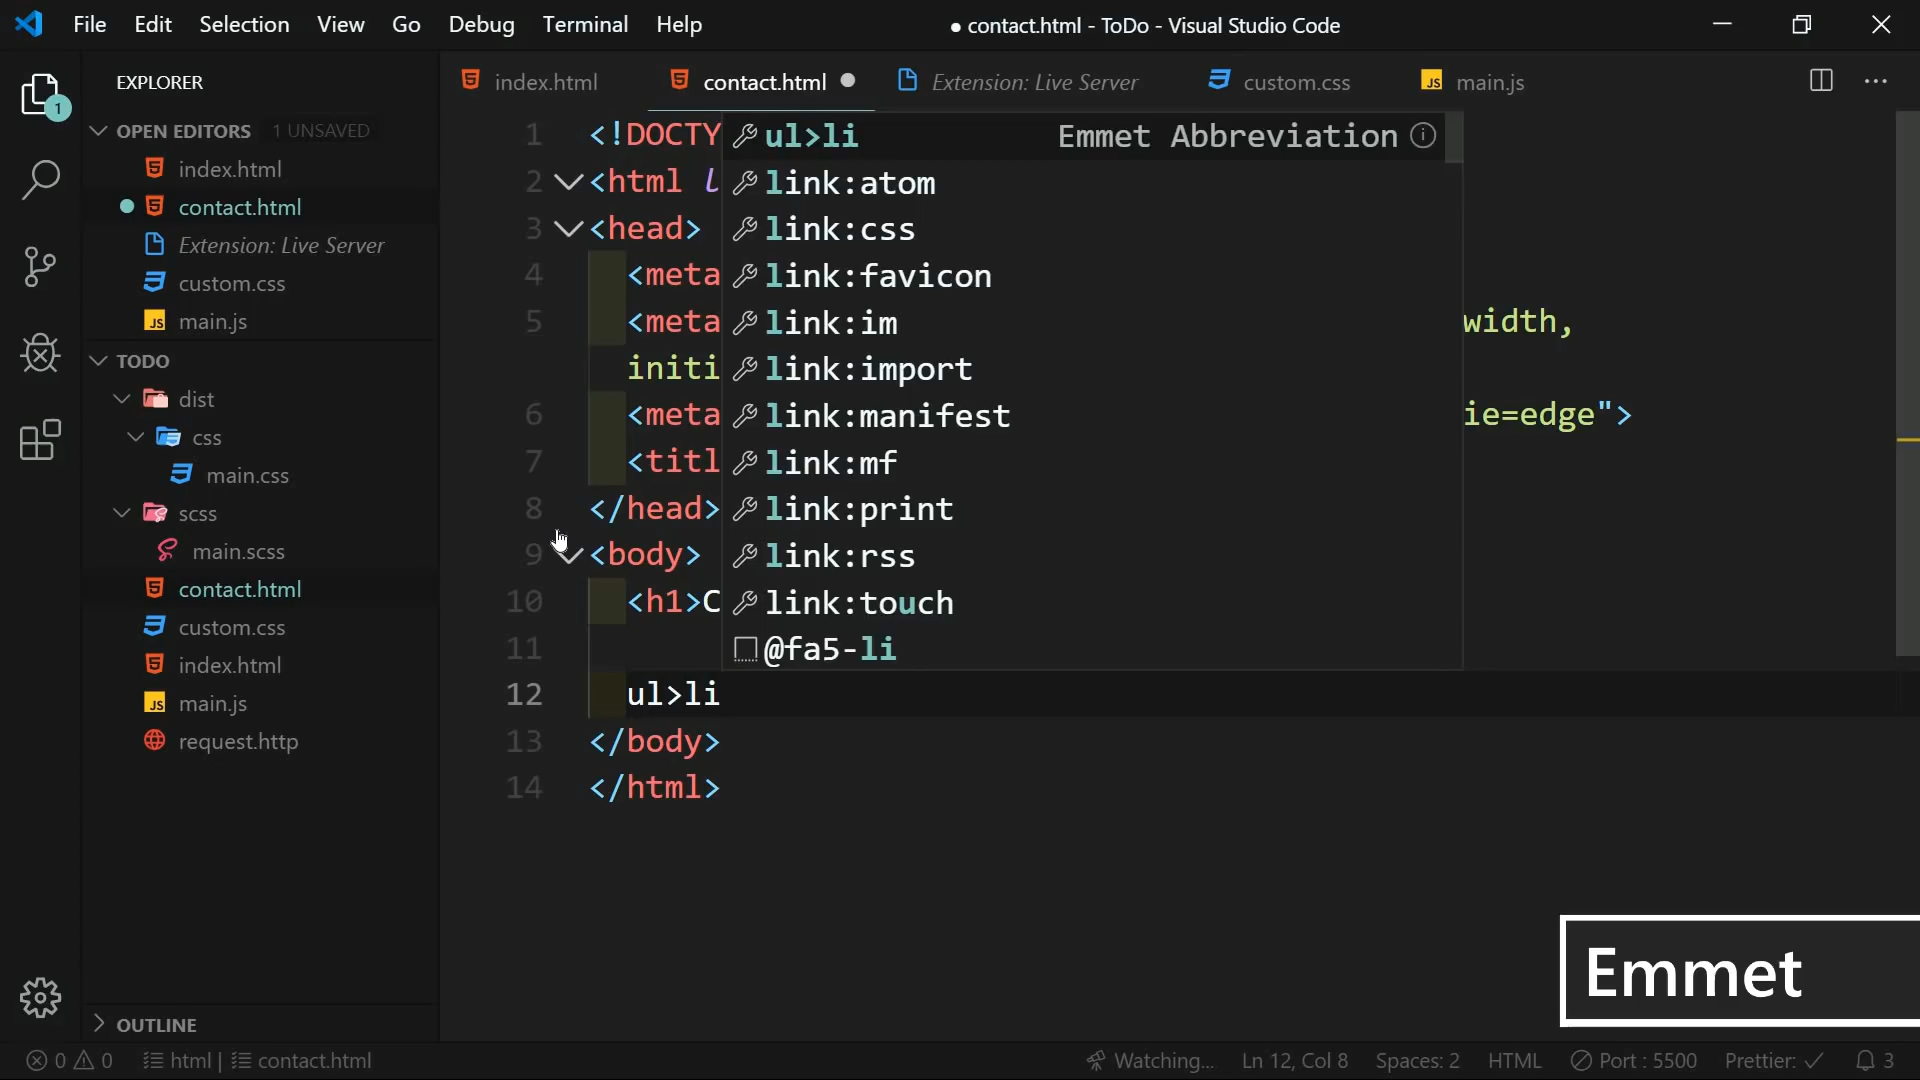 File Edit Selection View Go Debug Terminal Help
● contact.html - ToDo - Visual Studio Code
EXPLORER
1
OPEN EDITORS 1 UNSAVED
index.html
contact.html
Extension: Live Server
custom.css
JS main.js
TODO
dist
css
main.css
scss
main.scss
contact.html
custom.css
index.html
JS main.js
request.http
OUTLINE
index.html contact.html Extension: Live Server custom.css JS main.js
1 <!DOCTY
2 <html l
3 <head>
4 <meta
5 <meta width,
initi
6 <meta ie=edge">
7 <titl
8 </head>
9 <body>
10 <h1>C
11
12 ul>li
13 </body>
14 </html>
ul>li Emmet Abbreviation
link:atom
link:css
link:favicon
link:im
link:import
link:manifest
link:mf
link:print
link:rss
link:touch
@fa5-li
Emmet
0 0 html | contact.html Watching... Ln 12, Col 8 Spaces: 2 HTML Port : 5500 Prettier: ✓ 3